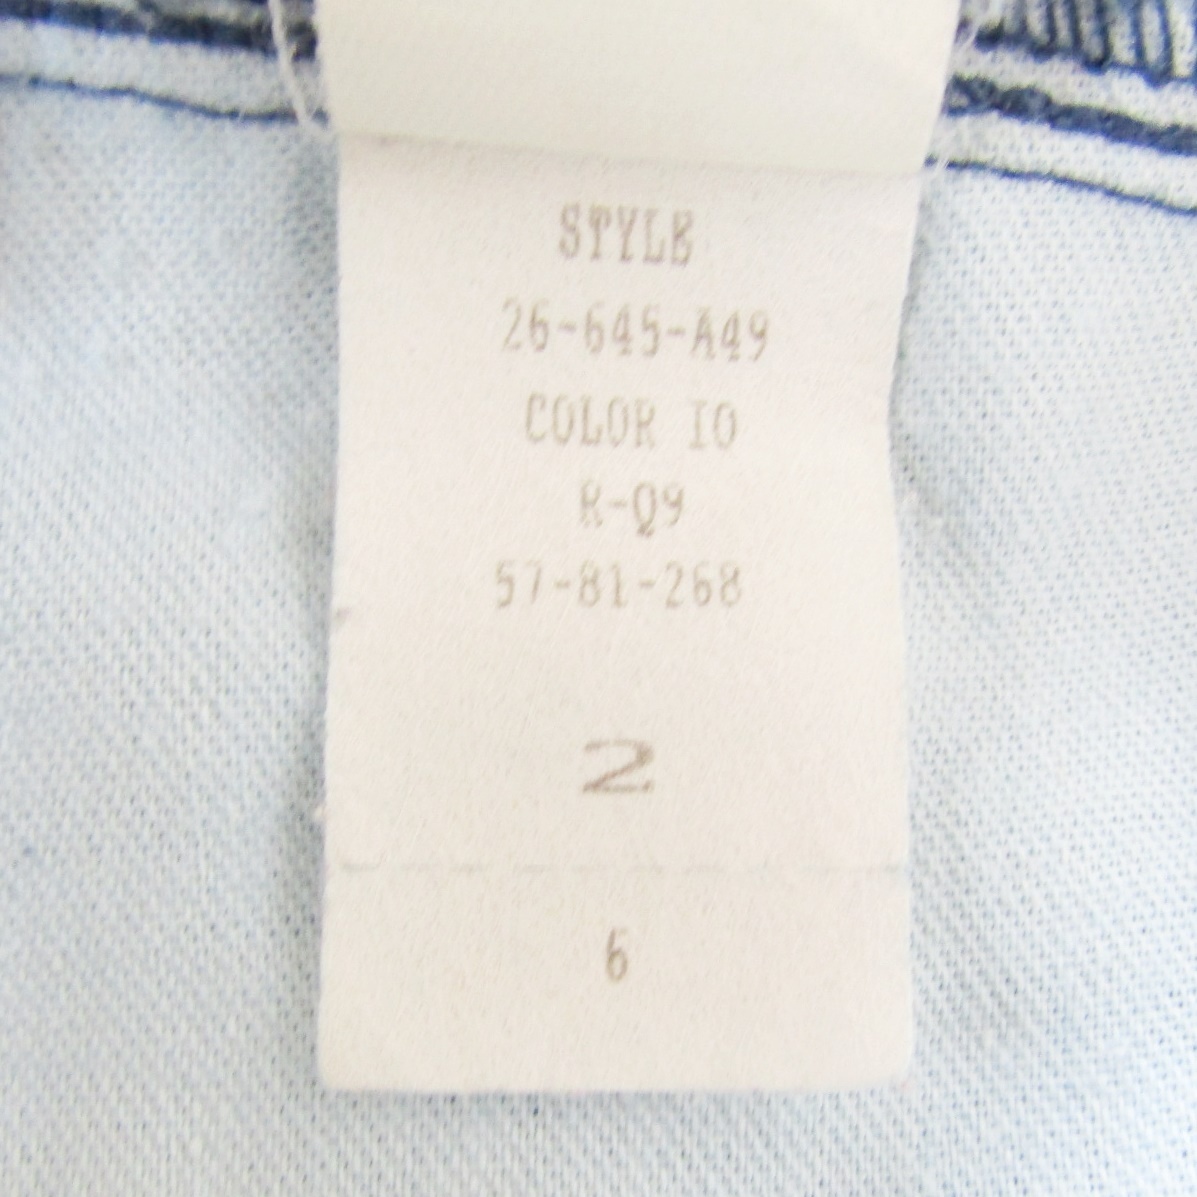 STYLE
26-645-A49
COLOR IO
R-Q9
57-81-268
2
6